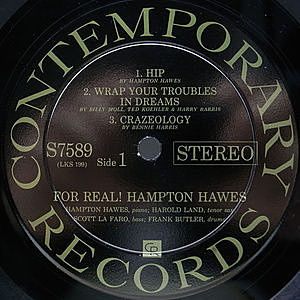 CONTEMPORARY
1. HIP
BY HAMPTON HAWES
2. WRAP YOUR TROUBLES
IN DREAMS
BY BILLY MOLL, TED KOEHLER & HARRY BARRIS
3. CRAZEOLOGY
BY BENNIE HARRIS
S7589
(LKS 199)
Side 1
STEREO
FOR REAL! HAMPTON HAWES
HAMPTON HAWES, piano; HAROLD LAND, tenor sax
SCOTT LA FARO, bass; FRANK BUTLER, drums
RECORDS